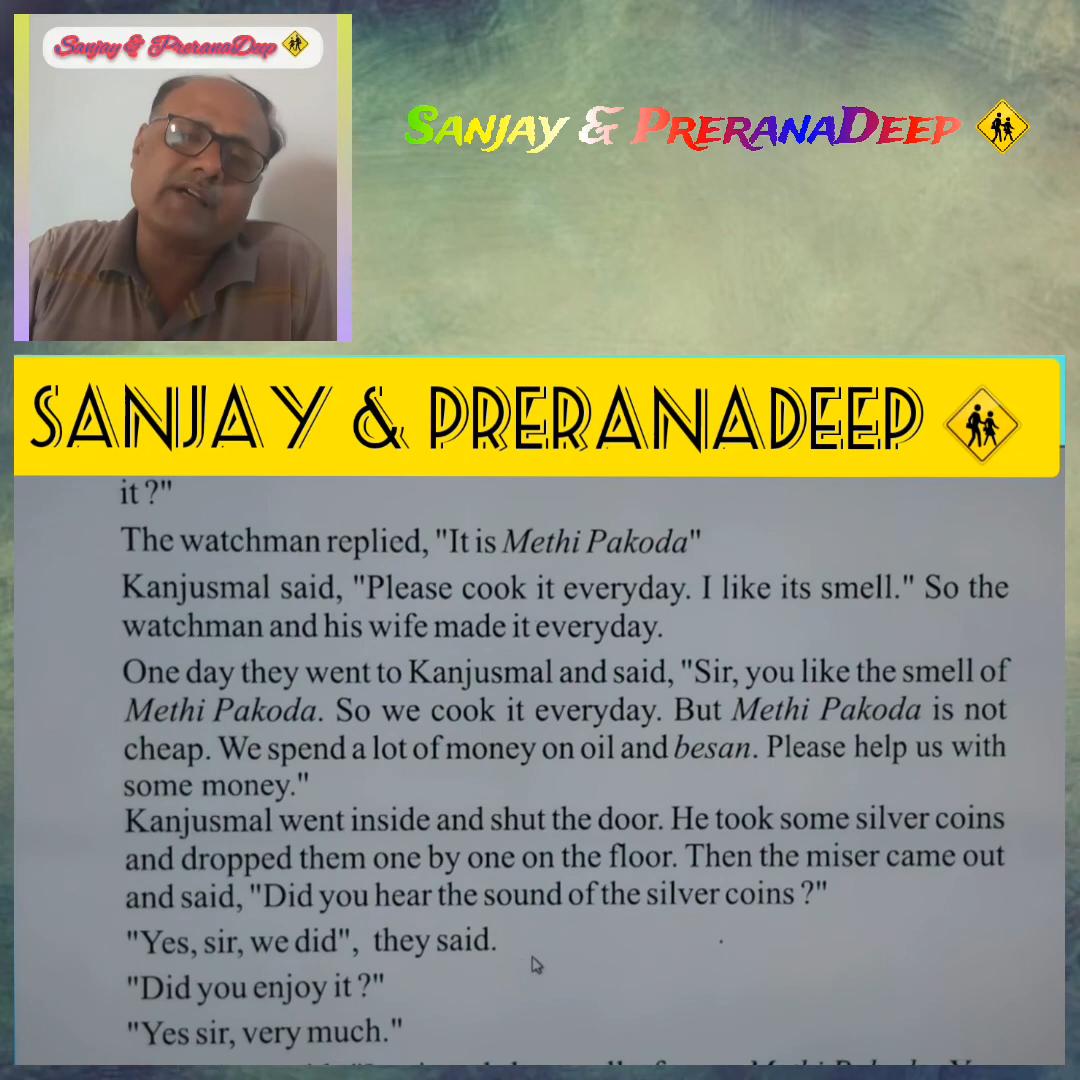 Sanjay & PreranaDeep
Sanjay & PreranaDeep
SANJAY & PRERANADEEP
it ?"
The watchman replied, "It is Methi Pakoda"
Kanjusmal said, "Please cook it everyday. I like its smell." So the
watchman and his wife made it everyday.
One day they went to Kanjusmal and said, "Sir, you like the smell of
Methi Pakoda. So we cook it everyday. But Methi Pakoda is not
cheap. We spend a lot of money on oil and besan. Please help us with
some money."
Kanjusmal went inside and shut the door. He took some silver coins
and dropped them one by one on the floor. Then the miser came out
and said, "Did you hear the sound of the silver coins ?"
"Yes, sir, we did", they said.
"Did you enjoy it ?"
"Yes sir, very much."